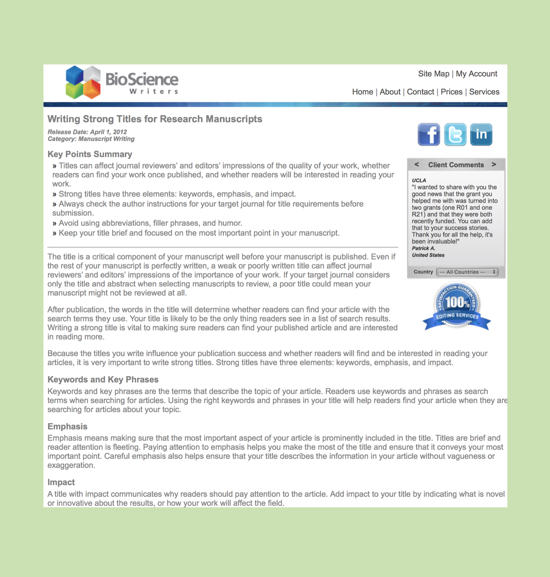 BioScience
Writers
Site Map | My Account
Home | About | Contact | Prices | Services
Writing Strong Titles for Research Manuscripts
Release Date: April 1, 2012
Category: Manuscript Writing
Key Points Summary
» Titles can affect journal reviewers' and editors' impressions of the quality of your work, whether
readers can find your work once published, and whether readers will be interested in reading your
work.
» Strong titles have three elements: keywords, emphasis, and impact.
» Always check the author instructions for your target journal for title requirements before
submission.
» Avoid using abbreviations, filler phrases, and humor.
» Keep your title brief and focused on the most important point in your manuscript.
The title is a critical component of your manuscript well before your manuscript is published. Even if
the rest of your manuscript is perfectly written, a weak or poorly written title can affect journal
reviewers' and editors' impressions of the importance of your work. If your target journal considers
only the title and abstract when selecting manuscripts to review, a poor title could mean your
manuscript might not be reviewed at all.
After publication, the words in the title will determine whether readers can find your article with the
search terms they use. Your title is likely to be the only thing readers see in a list of search results.
Writing a strong title is vital to making sure readers can find your published article and are interested
in reading more.
Because the titles you write influence your publication success and whether readers will find and be interested in reading your
articles, it is very important to write strong titles. Strong titles have three elements: keywords, emphasis, and impact.
Keywords and Key Phrases
Keywords and key phrases are the terms that describe the topic of your article. Readers use keywords and phrases as search
terms when searching for articles. Using the right keywords and phrases in your title will help readers find your article when they are
searching for articles about your topic.
Emphasis
Emphasis means making sure that the most important aspect of your article is prominently included in the title. Titles are brief and
reader attention is fleeting. Paying attention to emphasis helps you make the most of the title and ensure that it conveys your most
important point. Careful emphasis also helps ensure that your title describes the information in your article without vagueness or
exaggeration.
Impact
A title with impact communicates why readers should pay attention to the article. Add impact to your title by indicating what is novel
or innovative about the results, or how your work will affect the field.
f t in
< Client Comments >
UCLA
"I wanted to share with you the
good news that the grant you
helped me with was turned into
two grants (one R01 and one
R21) and that they were both
recently funded. You can add
that to your success stories.
Thank you for all the help, it's
been invaluable!"
Patrick A.
United States
Country --- All Countries ---
SATISFACTION GUARANTEED
100%
EDITING SERVICES